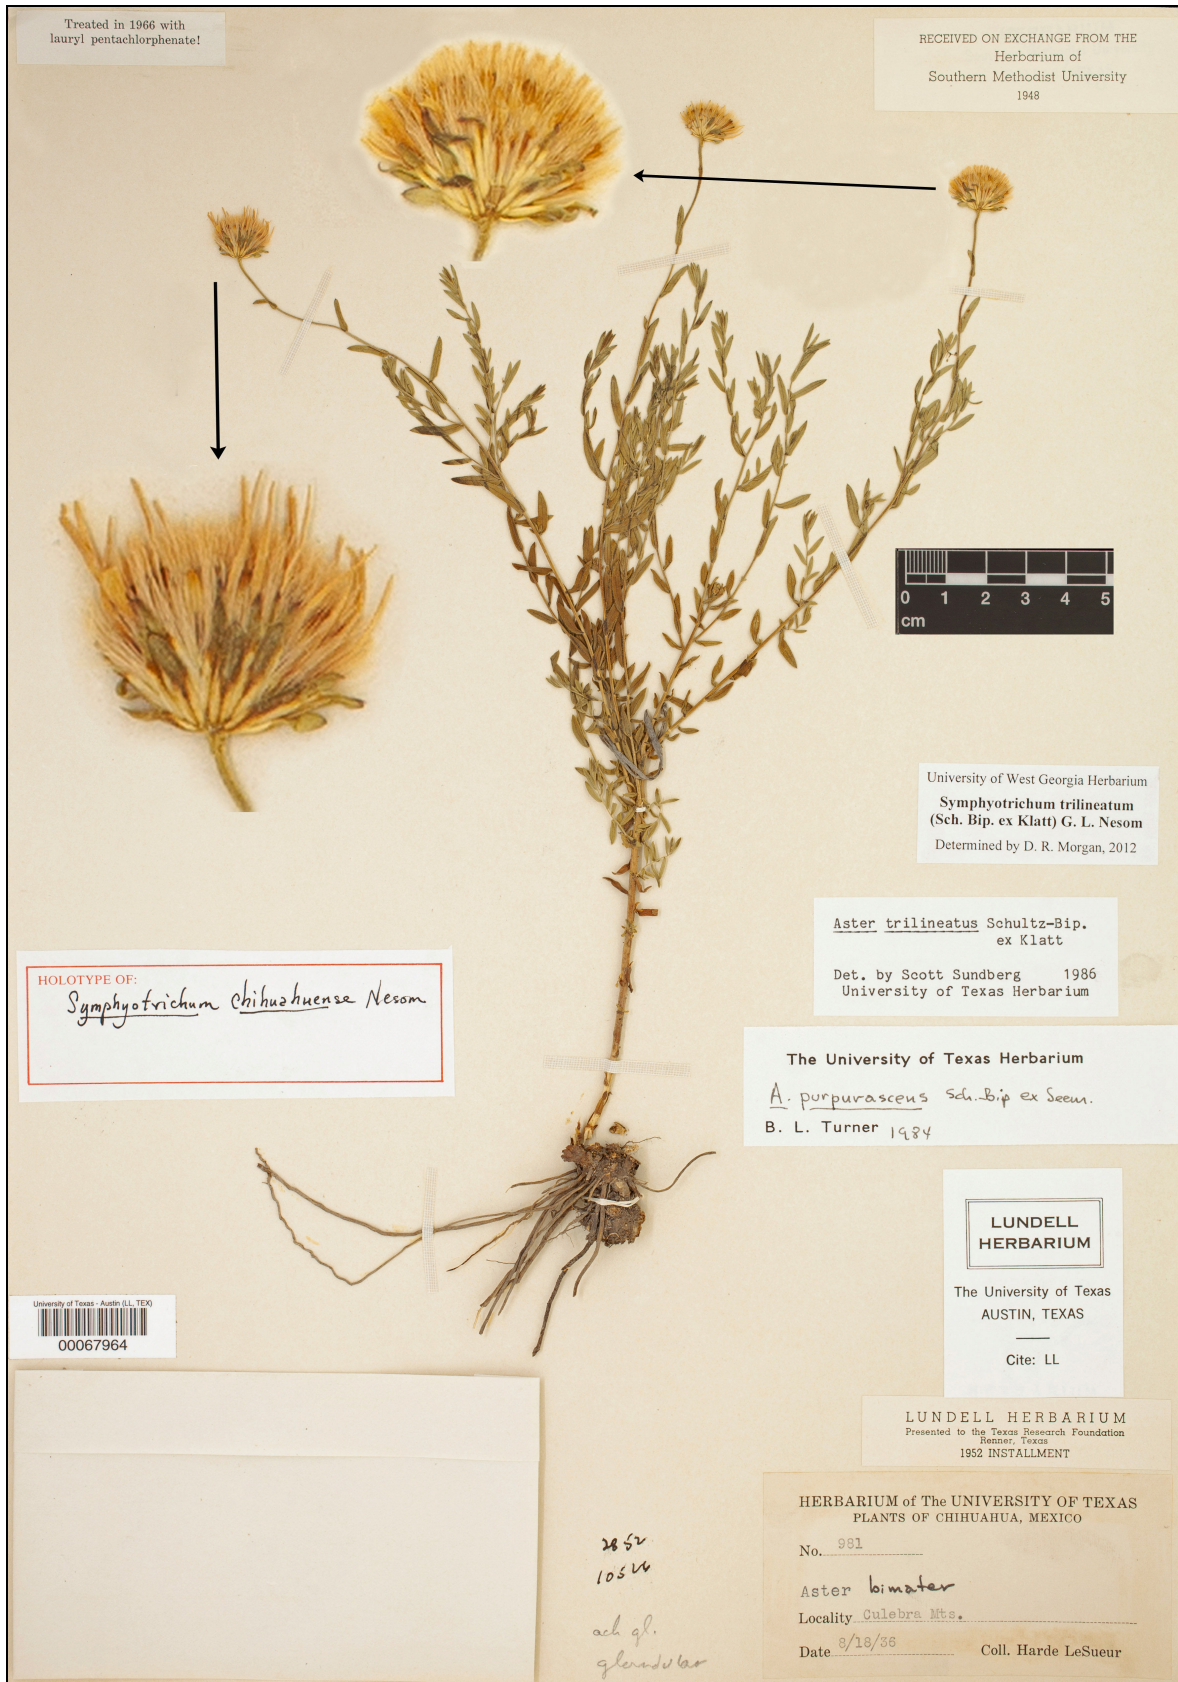 Treated in 1966 with
lauryl pentachlorphenate!
RECEIVED ON EXCHANGE FROM THE
Herbarium of
Southern Methodist University
1948
0 1 2 3 4 5
cm
University of West Georgia Herbarium
Symphyotrichum trilineatum
(Sch. Bip. ex Klatt) G. L. Nesom
Determined by D. R. Morgan, 2012
Aster trilineatus Schultz-Bip.
ex Klatt
Det. by Scott Sundberg 1986
University of Texas Herbarium
HOLOTYPE OF:
Symphyotrichum chihuahuense Nesom
The University of Texas Herbarium
A. purpurascens Sch.-Bip ex Seem.
B. L. Turner 1984
LUNDELL
HERBARIUM
The University of Texas
AUSTIN, TEXAS
Cite: LL
University of Texas - Austin (LL, TEX)
00067964
LUNDELL HERBARIUM
Presented to the Texas Research Foundation
Renner, Texas
1952 INSTALLMENT
HERBARIUM of The UNIVERSITY OF TEXAS
PLANTS OF CHIHUAHUA, MEXICO
No. 981
Aster bimater
Locality Culebra Mts.
Date 8/18/36 Coll. Harde LeSueur
2852
ach gl.
glandular